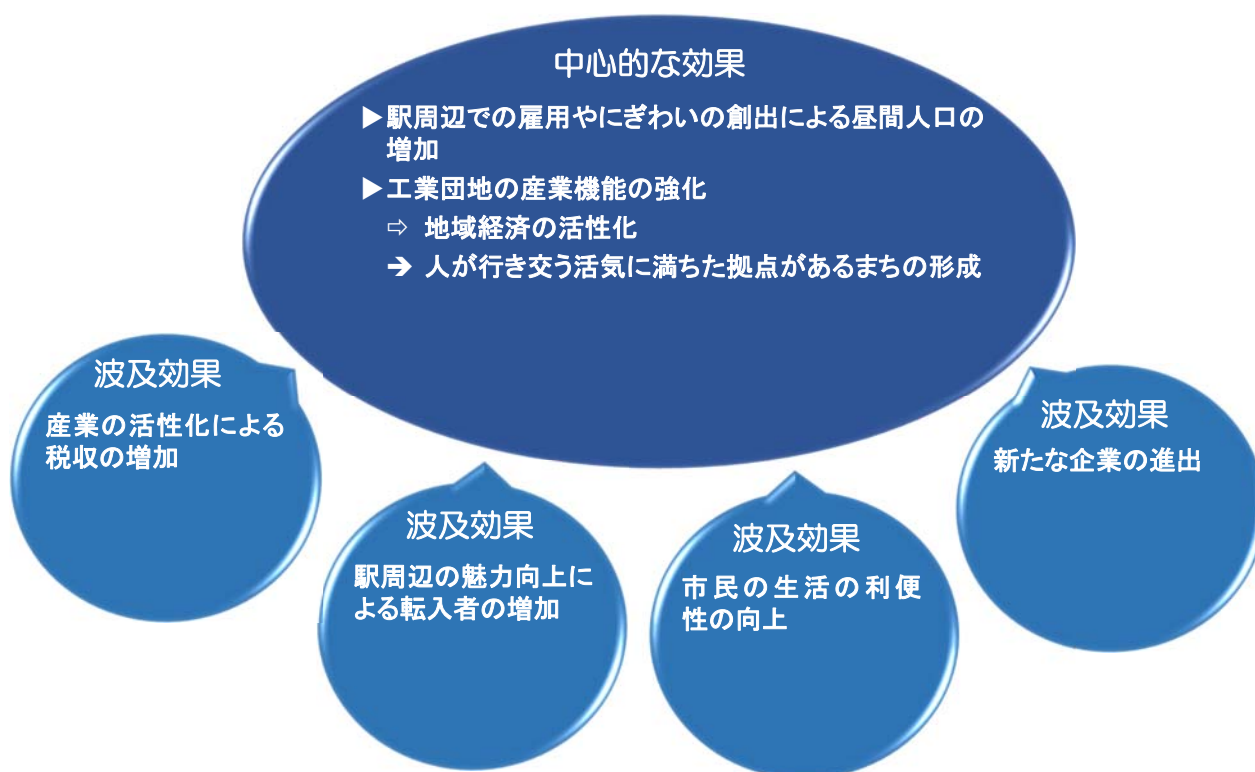 中心的な効果
▶駅周辺での雇用やにぎわいの創出による昼間人口の
増加
▶工業団地の産業機能の強化
⇨ 地域経済の活性化
➔ 人が行き交う活気に満ちた拠点があるまちの形成
波及効果
産業の活性化による
税収の増加
波及効果
駅周辺の魅力向上に
よる転入者の増加
波及効果
市民の生活の利便
性の向上
波及効果
新たな企業の進出